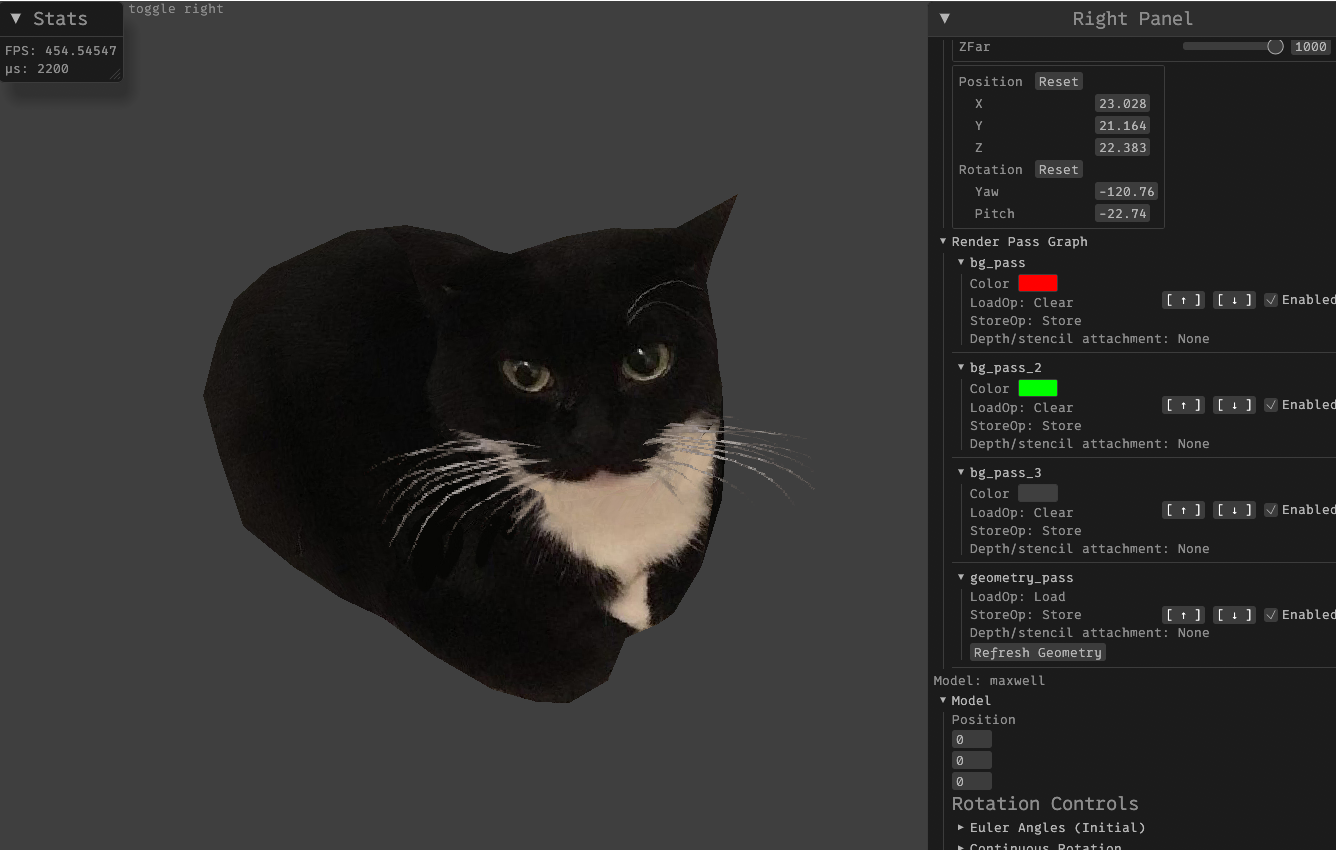 ▼ Stats
FPS: 454.54547
µs: 2200
toggle right
▼ Right Panel
ZFar 1000
Position Reset
X 23.028
Y 21.164
Z 22.383
Rotation Reset
Yaw -120.76
Pitch -22.74
▼ Render Pass Graph
▼ bg_pass
Color
LoadOp: Clear [ ↑ ] [ ↓ ] ✓ Enabled
StoreOp: Store
Depth/stencil attachment: None
▼ bg_pass_2
Color
LoadOp: Clear [ ↑ ] [ ↓ ] ✓ Enabled
StoreOp: Store
Depth/stencil attachment: None
▼ bg_pass_3
Color
LoadOp: Clear [ ↑ ] [ ↓ ] ✓ Enabled
StoreOp: Store
Depth/stencil attachment: None
▼ geometry_pass
LoadOp: Load
StoreOp: Store [ ↑ ] [ ↓ ] ✓ Enabled
Depth/stencil attachment: None
Refresh Geometry
Model: maxwell
▼ Model
Position
0
0
0
Rotation Controls
▸ Euler Angles (Initial)
▸ Continuous Rotation